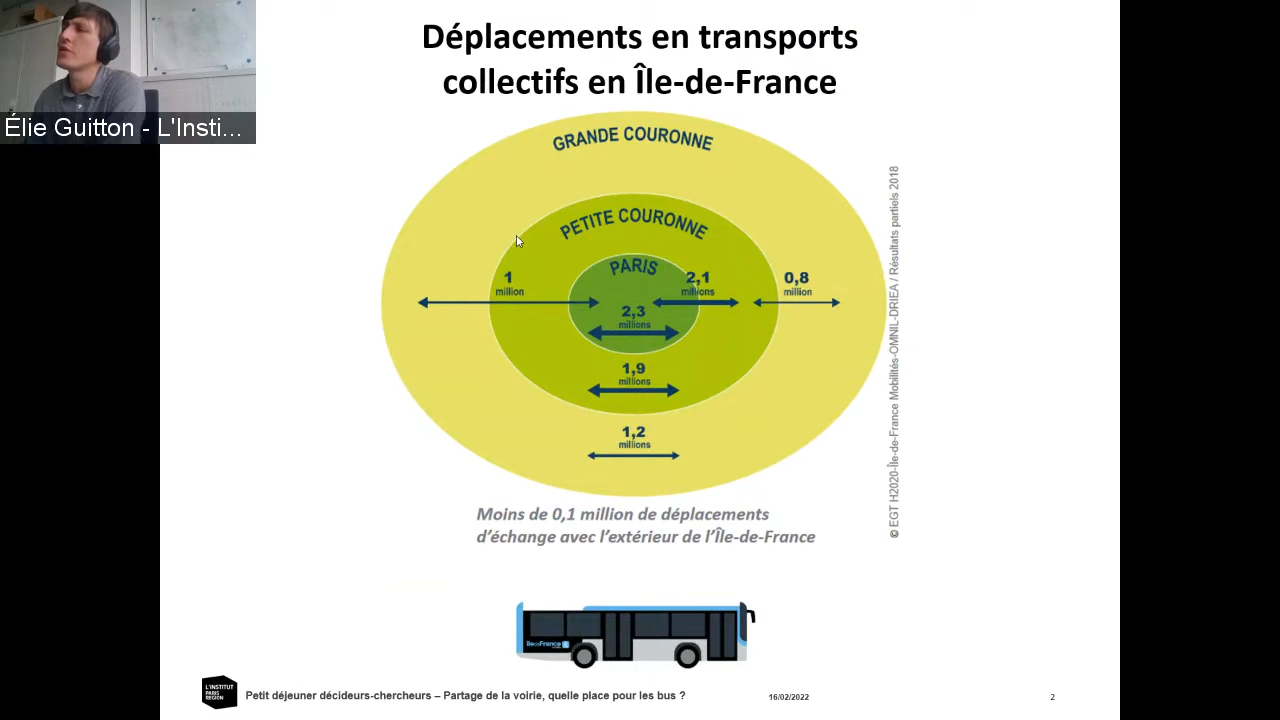 Déplacements en transports
collectifs en Île-de-France
Élie Guitton - L'Insti...
GRANDE COURONNE
PETITE COURONNE
PARIS
1
million
2,1
millions
0,8
million
2,3
millions
1,9
millions
1,2
millions
© EGT H2020-Île-de-France Mobilités-OMNIL-DRIEA / Résultats partiels 2018
Moins de 0,1 million de déplacements
d'échange avec l'extérieur de l'Île-de-France
L'INSTITUT
PARIS
REGION
Petit déjeuner décideurs-chercheurs – Partage de la voirie, quelle place pour les bus ?
16/02/2022
2